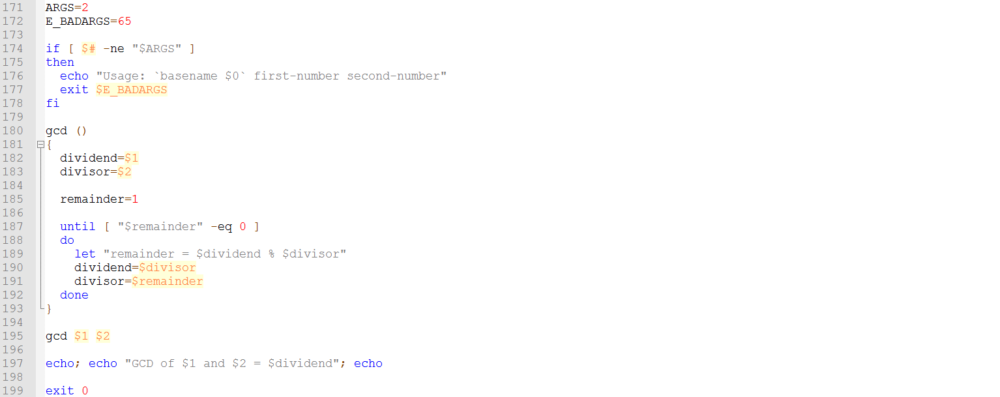 171 ARGS=2
172 E_BADARGS=65
173
174 if [ $# -ne "$ARGS" ]
175 then
176   echo "Usage: `basename $0` first-number second-number"
177   exit $E_BADARGS
178 fi
179
180 gcd ()
181 {
182   dividend=$1
183   divisor=$2
184
185   remainder=1
186
187   until [ "$remainder" -eq 0 ]
188   do
189     let "remainder = $dividend % $divisor"
190     dividend=$divisor
191     divisor=$remainder
192   done
193 }
194
195 gcd $1 $2
196
197 echo; echo "GCD of $1 and $2 = $dividend"; echo
198
199 exit 0